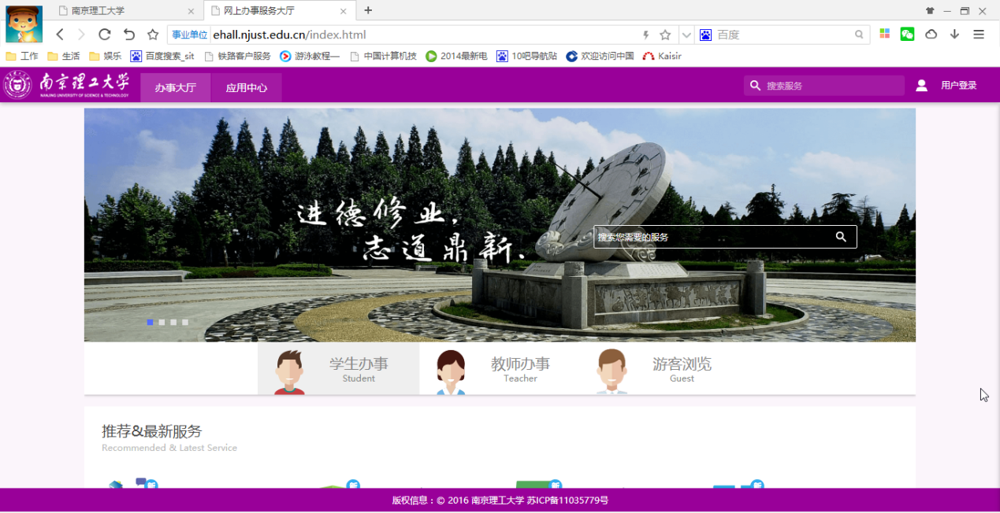 南京理工大学
网上办事服务大厅
事业单位 ehall.njust.edu.cn/index.html
百度
工作 生活 娱乐 百度搜索_sit 铁路客户服务 游泳教程一 中国计算机技 2014最新电 10吧导航贴 欢迎访问中国 Kaisir
南京理工大学
NANJING UNIVERSITY OF SCIENCE & TECHNOLOGY
办事大厅 应用中心
搜索服务
用户登录
进德修业,
志道鼎新.
搜索您需要的服务
学生办事
Student
教师办事
Teacher
游客浏览
Guest
推荐&最新服务
Recommended & Latest Service
版权信息：© 2016 南京理工大学 苏ICP备11035779号